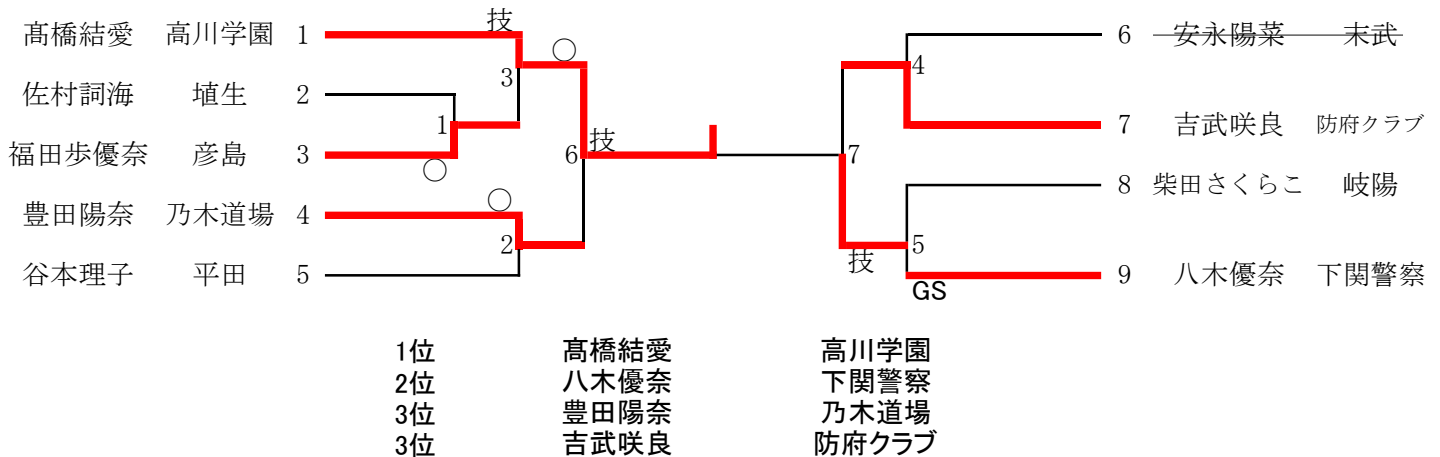 髙橋結愛 高川学園 1
佐村詞海 埴生 2
福田歩優奈 彦島 3
豊田陽奈 乃木道場 4
谷本理子 平田 5
技
○
3
1
○
○
2
6
技
7
技
4
5
GS
6 安永陽菜 末武
7 吉武咲良 防府クラブ
8 柴田さくらこ 岐陽
9 八木優奈 下関警察
1位 髙橋結愛 高川学園
2位 八木優奈 下関警察
3位 豊田陽奈 乃木道場
3位 吉武咲良 防府クラブ